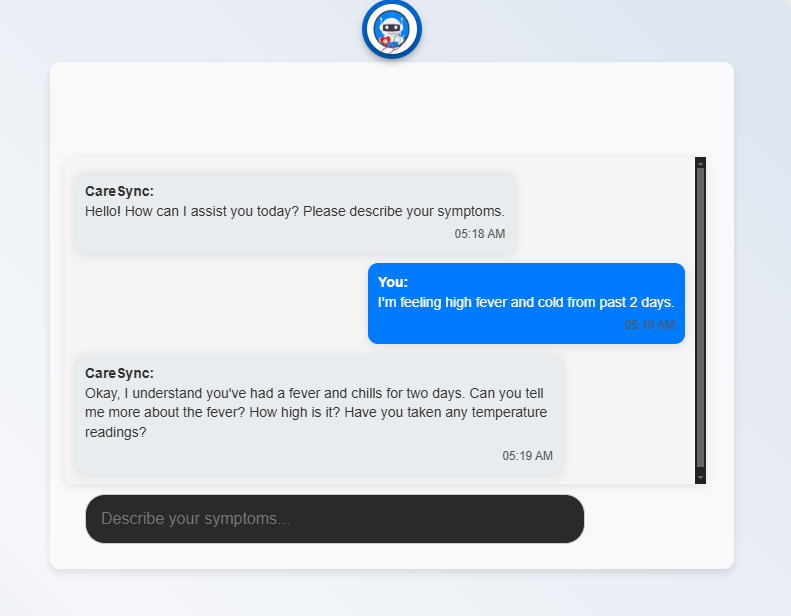 CareSync:
Hello! How can I assist you today? Please describe your symptoms.
05:18 AM
You:
I'm feeling high fever and cold from past 2 days.
05:19 AM
CareSync:
Okay, I understand you've had a fever and chills for two days. Can you tell
me more about the fever? How high is it? Have you taken any temperature
readings?
05:19 AM
Describe your symptoms...